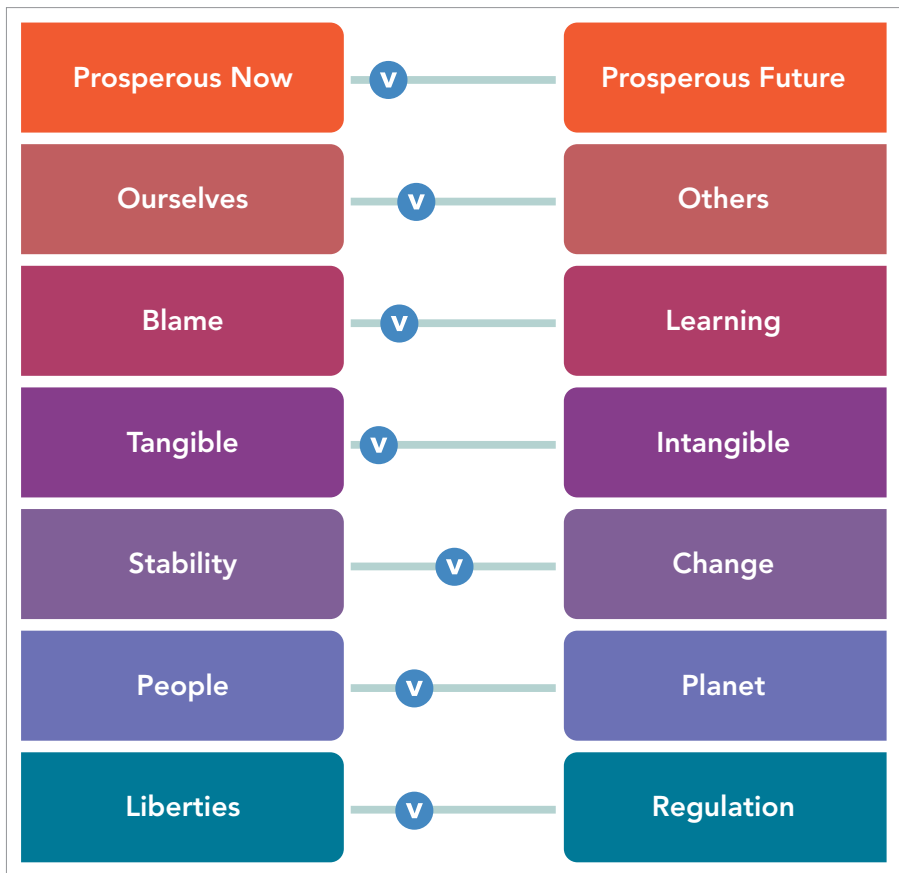 Prosperous Now v Prosperous Future
Ourselves v Others
Blame v Learning
Tangible v Intangible
Stability v Change
People v Planet
Liberties v Regulation